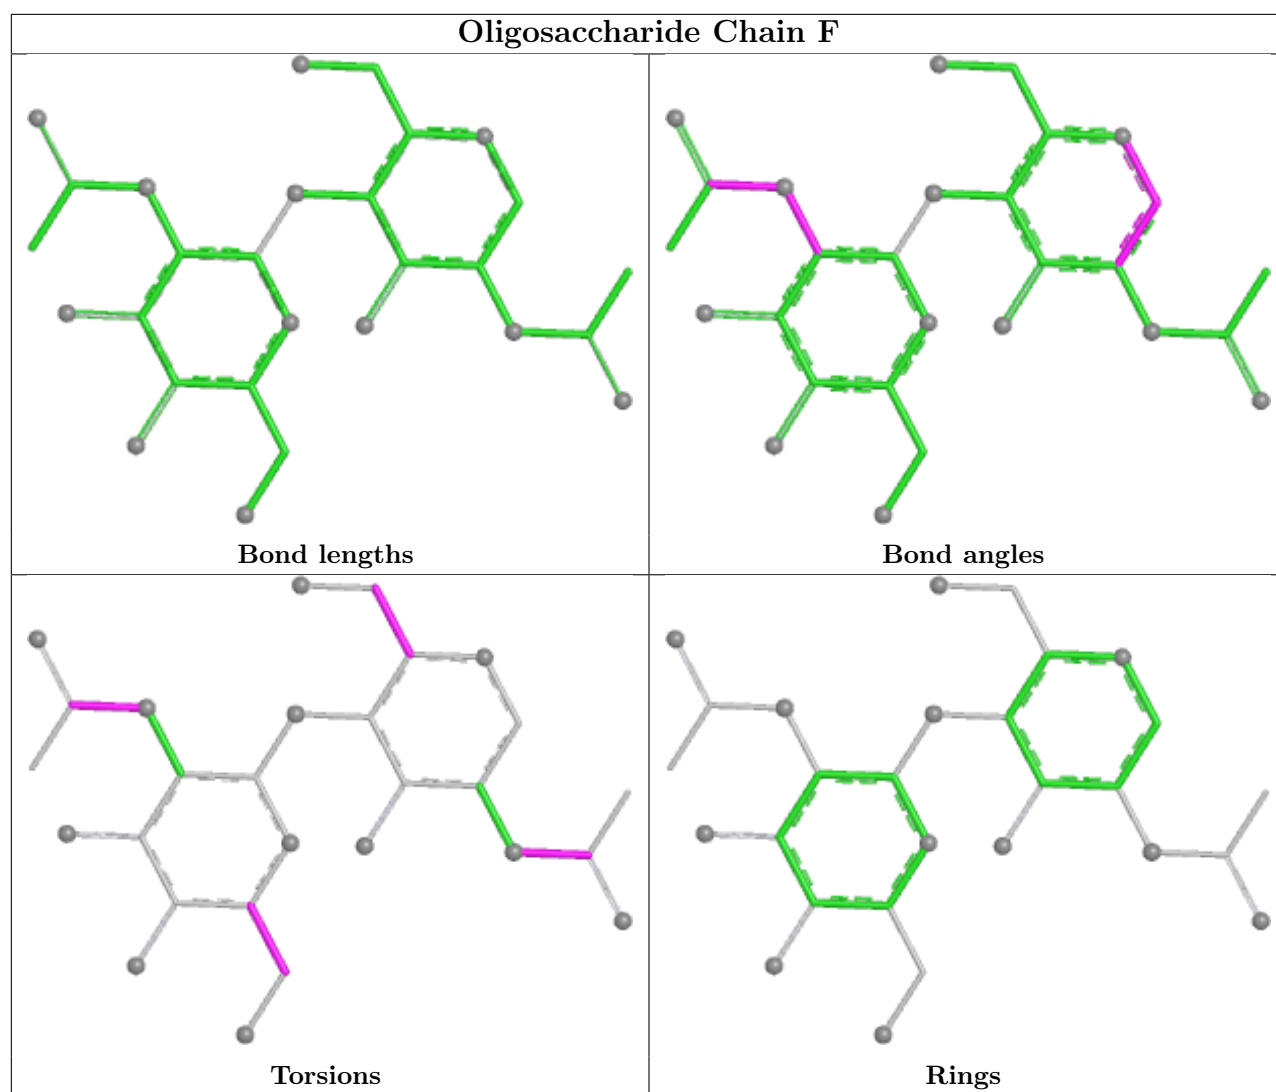 Oligosaccharide Chain F
Bond lengths
Bond angles
Torsions
Rings